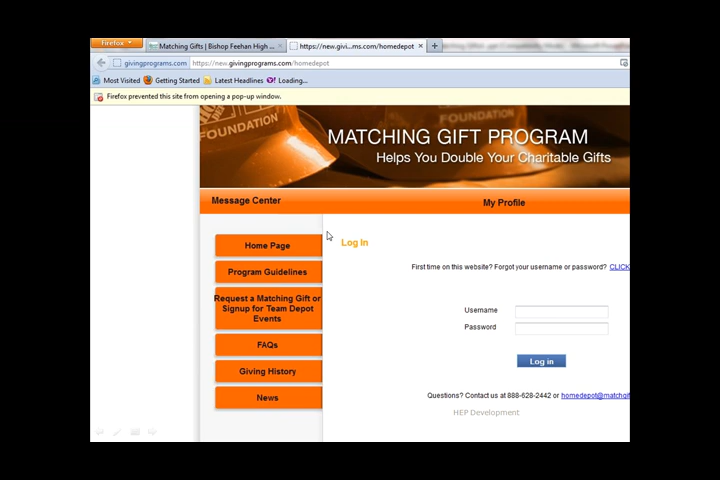 Firefox
Matching Gifts | Bishop Feehan High ...
https://new.givi...ms.com/homedepot
givingprograms.com
https://new.givingprograms.com/homedepot
Most Visited
Getting Started
Latest Headlines
Loading...
Firefox prevented this site from opening a pop-up window.
FOUNDATION
FOUNDATION
MATCHING GIFT PROGRAM
Helps You Double Your Charitable Gifts
Message Center
My Profile
Home Page
Log In
First time on this website? Forgot your username or password? CLICK
Program Guidelines
Request a Matching Gift or
Signup for Team Depot
Events
Username
Password
FAQs
Log in
Giving History
News
Questions? Contact us at 888-628-2442 or homedepot@matchgif
HEP Development